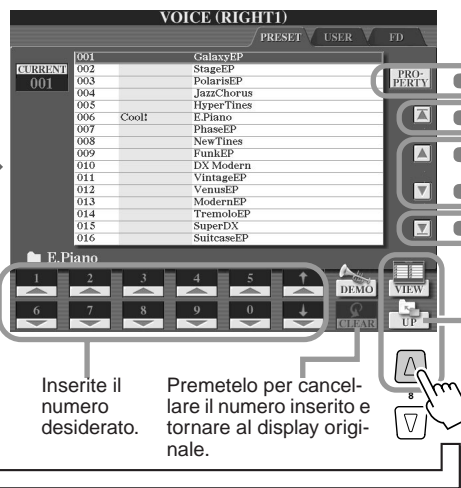 VOICE (RIGHT1)
PRESET USER FD
CURRENT
001
001 GalaxyEP
002 StageEP
003 PolarisEP
004 JazzChorus
005 HyperTines
006 Cool! E.Piano
007 PhaseEP
008 NewTines
009 FunkEP
010 DX Modern
011 VintageEP
012 VenusEP
013 ModernEP
014 TremoloEP
015 SuperDX
016 SuitcaseEP
PRO-
PERTY
E.Piano
1 2 3 4 5
6 7 8 9 0
DEMO
CLEAR
VIEW
UP
8
Inserite il
numero
desiderato.
Premetelo per cancel-
lare il numero inserito e
tornare al display origi-
nale.